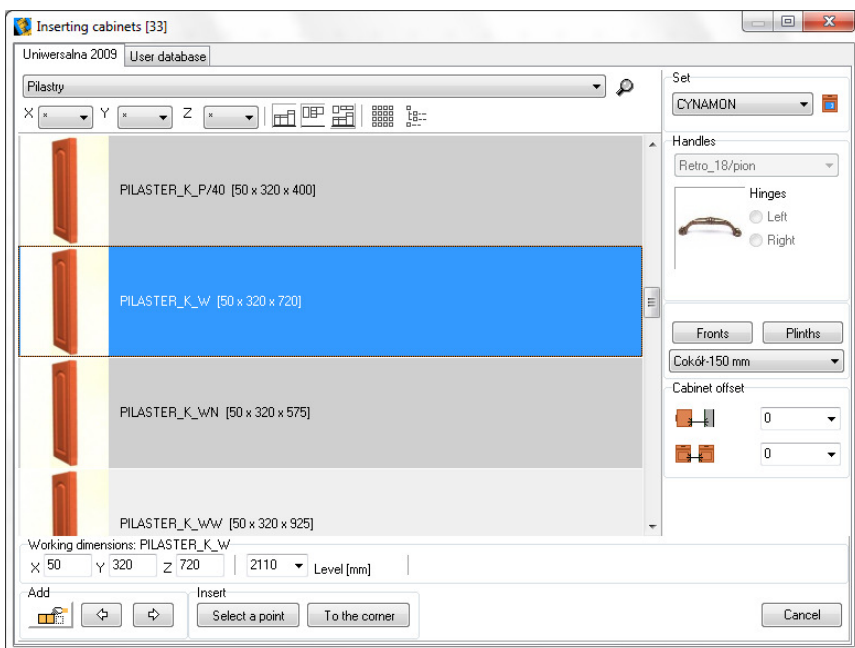 Inserting cabinets [33]
Uniwersalna 2009 User database
Pilastry
X * Y * Z *
PILASTER_K_P/40 [50 x 320 x 400]
PILASTER_K_W [50 x 320 x 720]
PILASTER_K_WN [50 x 320 x 575]
PILASTER_K_WW [50 x 320 x 925]
Working dimensions: PILASTER_K_W
X 50 Y 320 Z 720 2110 Level [mm]
Add
Insert
Select a point To the corner
Set
CYNAMON
Handles
Retro_18/pion
Hinges
Left
Right
Fronts Plinths
Cokół-150 mm
Cabinet offset
0
0
Cancel